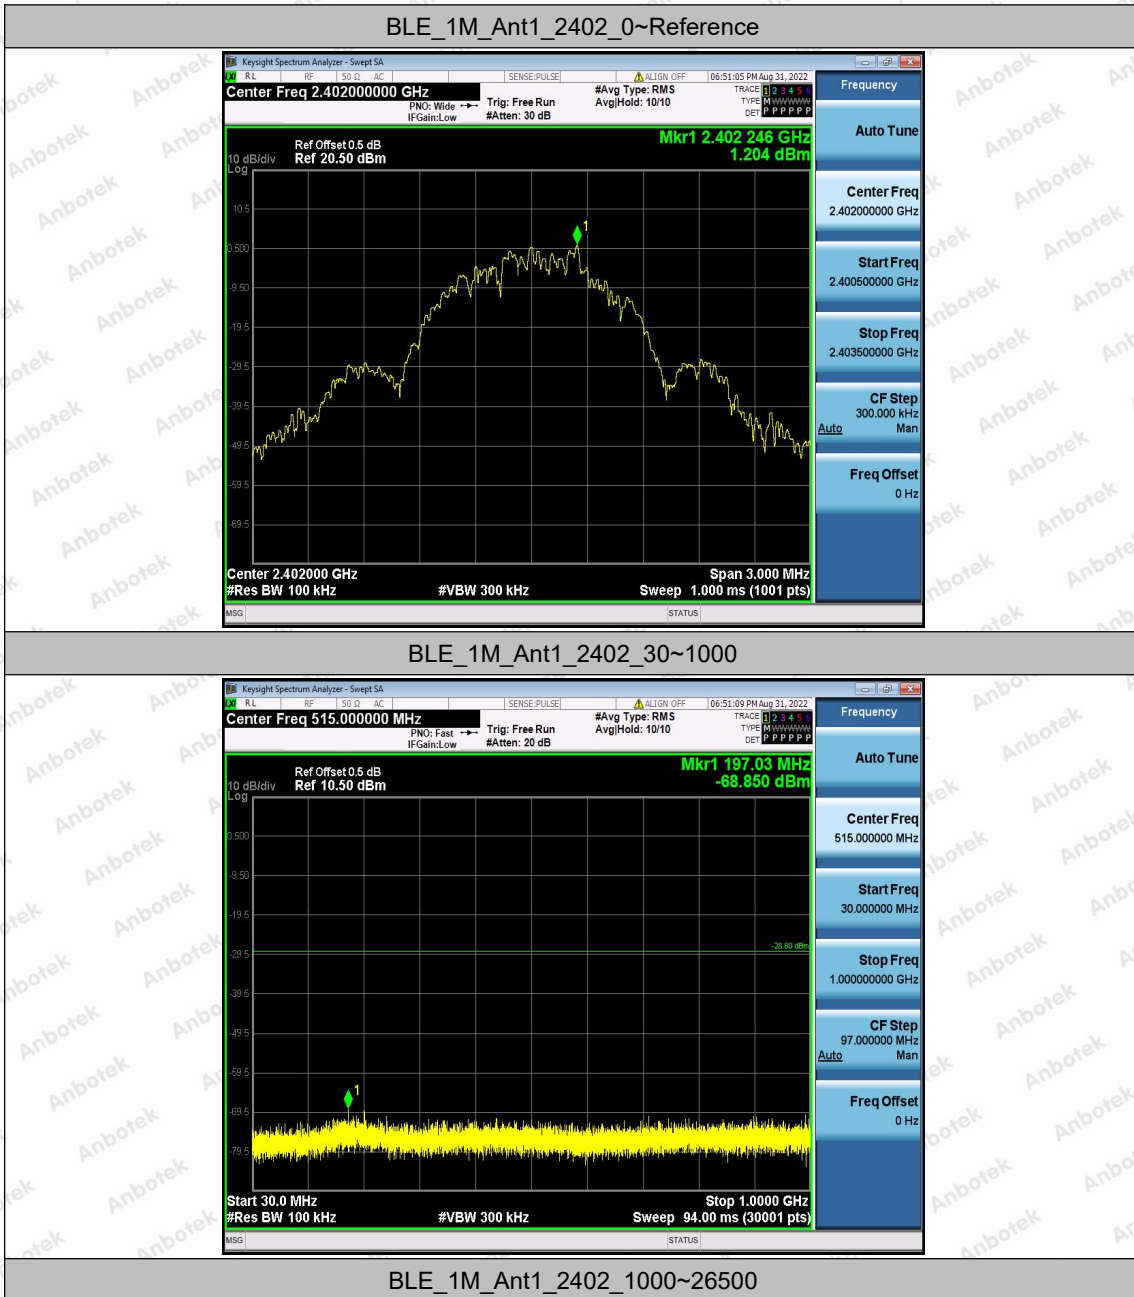 BLE_1M_Ant1_2402_0~Reference
Keysight Spectrum Analyzer - Swept SA
LXI RL RF 50 Ω AC SENSE:PULSE ALIGN OFF 06:51:05 PM Aug 31, 2022
Center Freq 2.402000000 GHz #Avg Type: RMS TRACE 1 2 3 4 5 6
PNO: Wide Trig: Free Run Avg|Hold: 10/10 TYPE M WWWWW
IFGain:Low #Atten: 30 dB DET P P P P P P
Frequency
Mkr1 2.402 246 GHz
1.204 dBm
Ref Offset 0.5 dB
10 dB/div Ref 20.50 dBm
Log
10.5
0.500
-9.50
-19.5
-29.5
-39.5
-49.5
-59.5
-69.5
1
Center 2.402000 GHz Span 3.000 MHz
#Res BW 100 kHz #VBW 300 kHz Sweep 1.000 ms (1001 pts)
MSG STATUS
Auto Tune
Center Freq
2.402000000 GHz
Start Freq
2.400500000 GHz
Stop Freq
2.403500000 GHz
CF Step
300.000 kHz
Auto Man
Freq Offset
0 Hz
BLE_1M_Ant1_2402_30~1000
Keysight Spectrum Analyzer - Swept SA
LXI RL RF 50 Ω AC SENSE:PULSE ALIGN OFF 06:51:09 PM Aug 31, 2022
Center Freq 515.000000 MHz #Avg Type: RMS TRACE 1 2 3 4 5 6
PNO: Fast Trig: Free Run Avg|Hold: 10/10 TYPE M WWWWW
IFGain:Low #Atten: 20 dB DET P P P P P P
Frequency
Mkr1 197.03 MHz
-68.850 dBm
Ref Offset 0.5 dB
10 dB/div Ref 10.50 dBm
Log
0.500
-9.50
-19.5
-29.5
-39.5
-49.5
-59.5
-69.5
-79.5
-28.80 dBm
1
Start 30.0 MHz Stop 1.0000 GHz
#Res BW 100 kHz #VBW 300 kHz Sweep 94.00 ms (30001 pts)
MSG STATUS
Auto Tune
Center Freq
515.000000 MHz
Start Freq
30.000000 MHz
Stop Freq
1.000000000 GHz
CF Step
97.000000 MHz
Auto Man
Freq Offset
0 Hz
BLE_1M_Ant1_2402_1000~26500
Anbotek